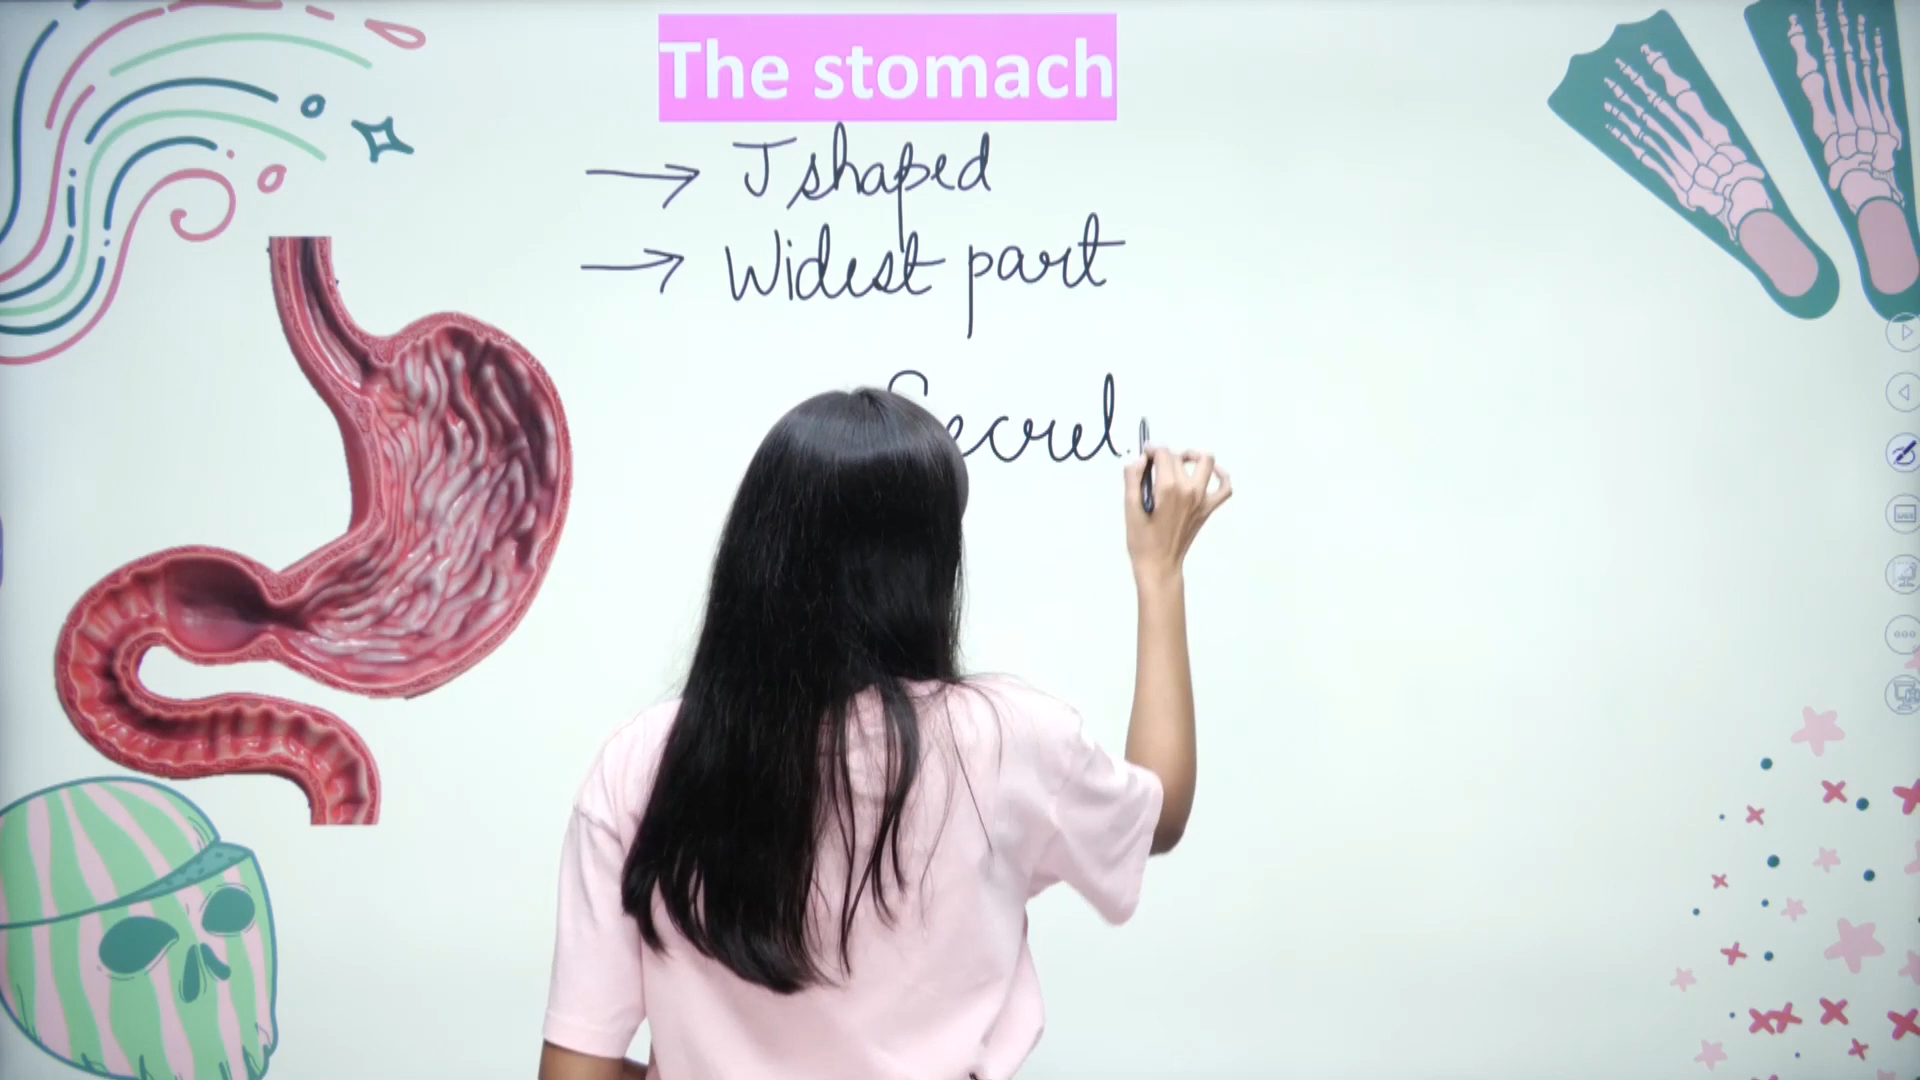 The stomach
→ J shaped
→ Widest part